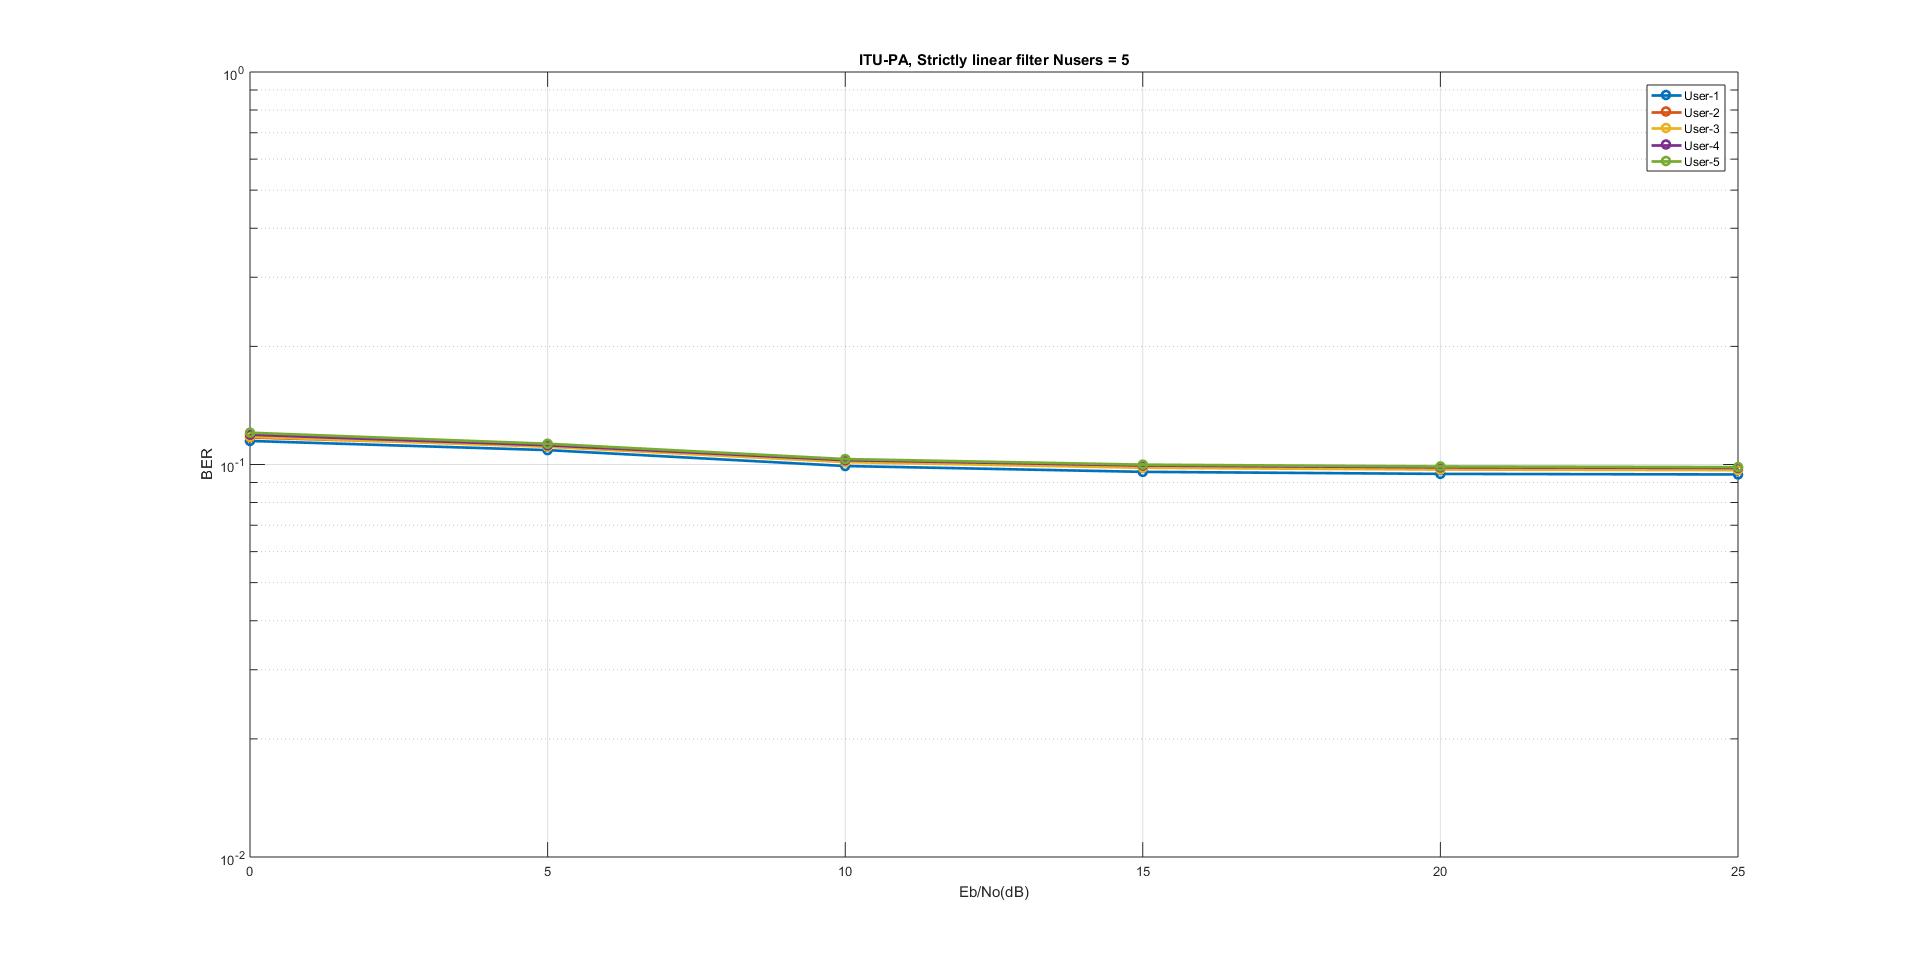 ITU-PA, Strictly linear filter Nusers = 5
10^0
User-1
User-2
User-3
User-4
User-5
BER
10^-1
10^-2
0 5 10 15 20 25
Eb/No(dB)